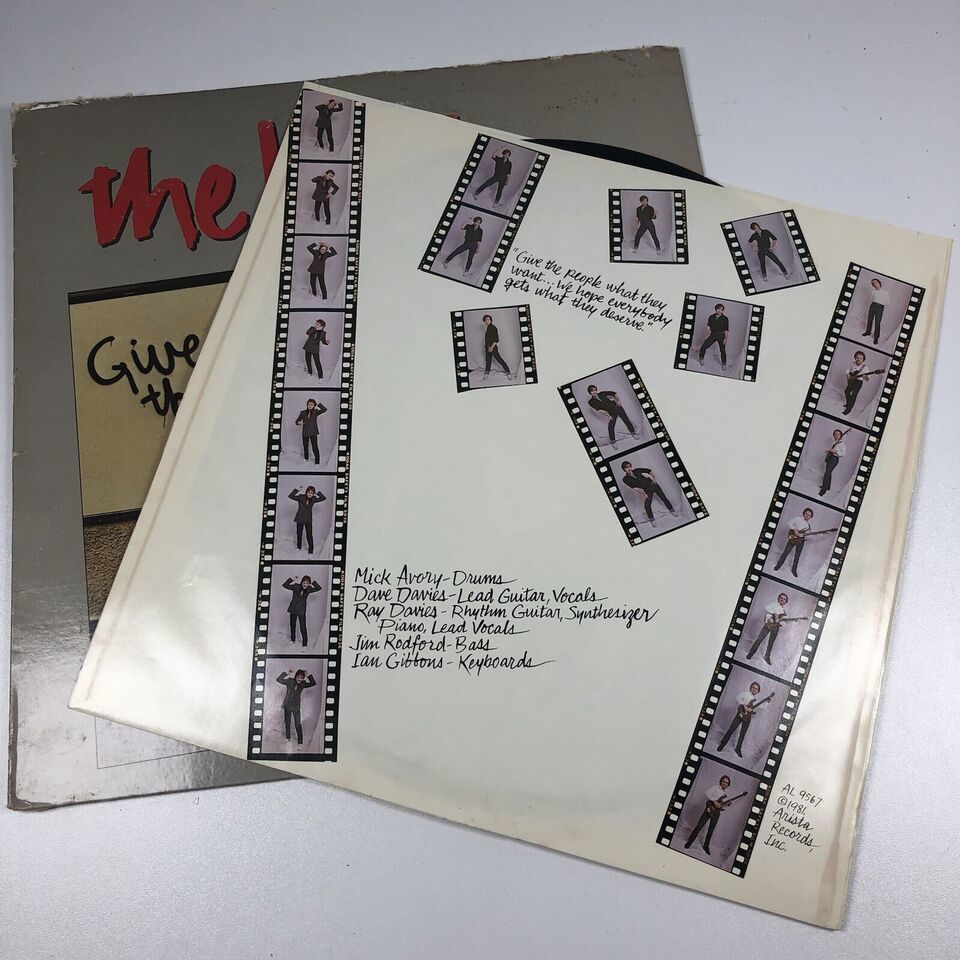 the
Give
th
"Give the people what they
want... we hope everybody
gets what they deserve."
Mick Avory-Drums
Dave Davies-Lead Guitar, Vocals
Ray Davies-Rhythm Guitar, Synthesizer
Piano, Lead Vocals
Jim Rodford-Bass
Ian Gibbons-Keyboards
AL 9567
©1981,
Arista
Records,
Inc.